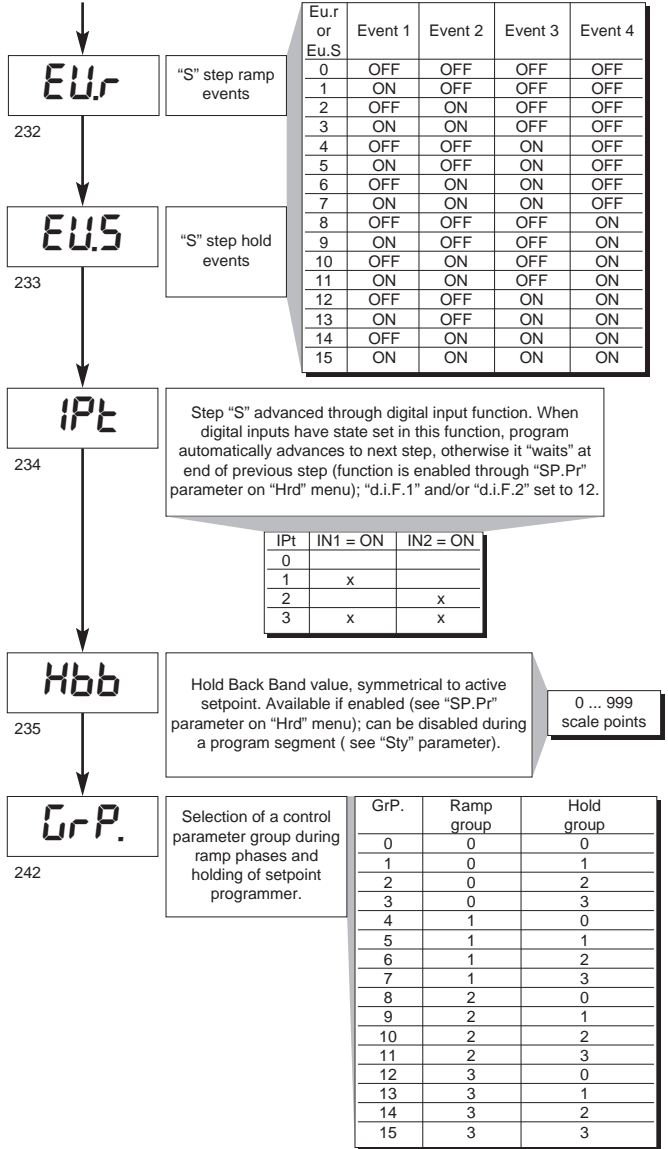 EU.r
232
"S" step ramp
events
Eu.r
or
Eu.S
Event 1 Event 2 Event 3 Event 4
0 OFF OFF OFF OFF
1 ON OFF OFF OFF
2 OFF ON OFF OFF
3 ON ON OFF OFF
4 OFF OFF ON OFF
5 ON OFF ON OFF
6 OFF ON ON OFF
7 ON ON ON OFF
8 OFF OFF OFF ON
9 ON OFF OFF ON
10 OFF ON OFF ON
11 ON ON OFF ON
12 OFF OFF ON ON
13 ON OFF ON ON
14 OFF ON ON ON
15 ON ON ON ON
EU.S
233
"S" step hold
events
IPt
234
Step "S" advanced through digital input function. When
digital inputs have state set in this function, program
automatically advances to next step, otherwise it "waits" at
end of previous step (function is enabled through "SP.Pr"
parameter on "Hrd" menu); "d.i.F.1" and/or "d.i.F.2" set to 12.
IPt IN1 = ON IN2 = ON
0
1 x
2 x
3 x x
Hbb
235
Hold Back Band value, symmetrical to active
setpoint. Available if enabled (see "SP.Pr"
parameter on "Hrd" menu); can be disabled during
a program segment ( see "Sty" parameter).
0 ... 999
scale points
GrP.
242
Selection of a control
parameter group during
ramp phases and
holding of setpoint
programmer.
GrP. Ramp Hold
group group
0 0 0
1 0 1
2 0 2
3 0 3
4 1 0
5 1 1
6 1 2
7 1 3
8 2 0
9 2 1
10 2 2
11 2 3
12 3 0
13 3 1
14 3 2
15 3 3